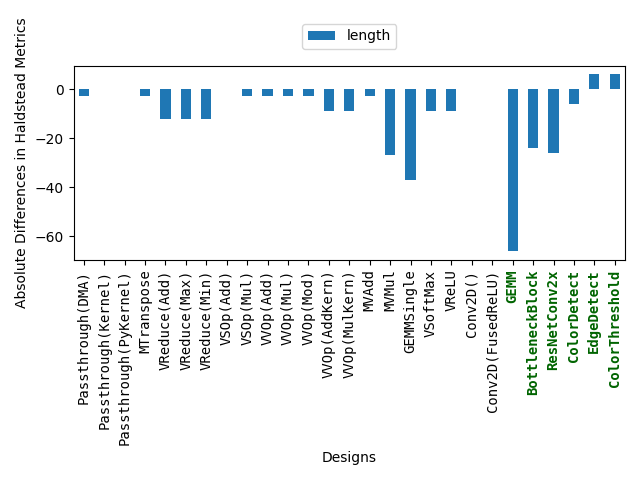 length
Absolute Differences in Haldstead Metrics
0
−20
−40
−60
Passthrough(DMA)
Passthrough(Kernel)
Passthrough(PyKernel)
MTranspose
VReduce(Add)
VReduce(Max)
VReduce(Min)
VSOp(Add)
VSOp(Mul)
VVOp(Add)
VVOp(Mul)
VVOp(Mod)
VVOp(AddKern)
VVOp(MulKern)
MVAdd
MVMul
GEMMSingle
VSoftMax
VReLU
Conv2D()
Conv2D(FusedReLU)
GEMM
BottleneckBlock
ResNetConv2x
ColorDetect
EdgeDetect
ColorThreshold
Designs